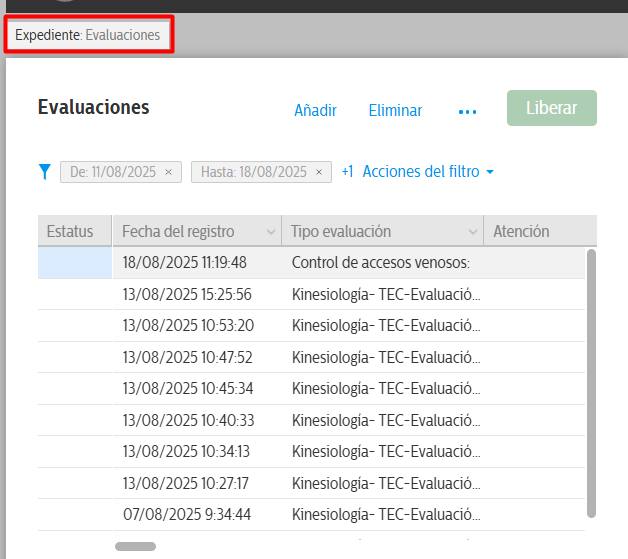 Expediente: Evaluaciones
Evaluaciones
Añadir Eliminar ... Liberar
De: 11/08/2025 × Hasta: 18/08/2025 × +1 Acciones del filtro
Estatus Fecha del registro Tipo evaluación Atención
18/08/2025 11:19:48 Control de accesos venosos:
13/08/2025 15:25:56 Kinesiología- TEC-Evaluació...
13/08/2025 10:53:20 Kinesiología- TEC-Evaluació...
13/08/2025 10:47:52 Kinesiología- TEC-Evaluació...
13/08/2025 10:45:34 Kinesiología- TEC-Evaluació...
13/08/2025 10:40:33 Kinesiología- TEC-Evaluació...
13/08/2025 10:34:13 Kinesiología- TEC-Evaluació...
13/08/2025 10:27:17 Kinesiología- TEC-Evaluació...
07/08/2025 9:34:44 Kinesiología- TEC-Evaluació...